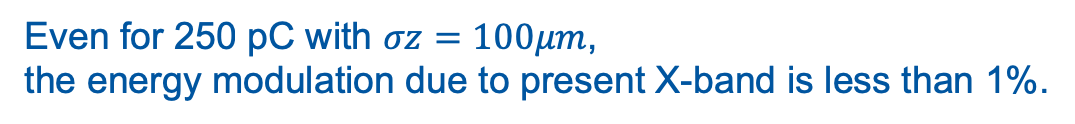 Even for 250 pC with σz = 100μm,
the energy modulation due to present X-band is less than 1%.